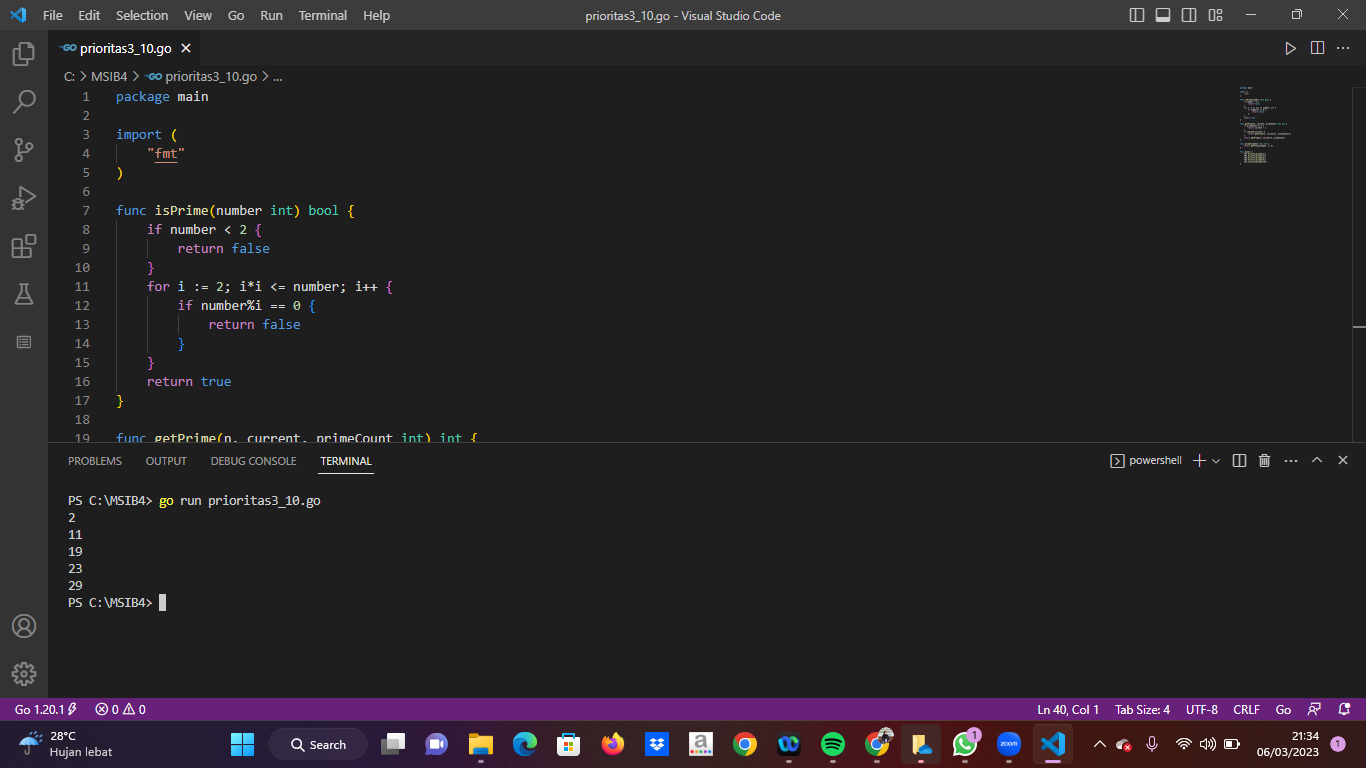 File Edit Selection View Go Run Terminal Help prioritas3_10.go - Visual Studio Code
GO prioritas3_10.go
C: > MSIB4 > GO prioritas3_10.go > ...
1 package main
2
3 import (
4 "fmt"
5 )
6
7 func isPrime(number int) bool {
8 if number < 2 {
9 return false
10 }
11 for i := 2; i*i <= number; i++ {
12 if number%i == 0 {
13 return false
14 }
15 }
16 return true
17 }
18
19 func getPrime(n, current, primeCount int) int {
PROBLEMS OUTPUT DEBUG CONSOLE TERMINAL powershell
PS C:\MSIB4> go run prioritas3_10.go
2
11
19
23
29
PS C:\MSIB4>
Go 1.20.1 0 0 Ln 40, Col 1 Tab Size: 4 UTF-8 CRLF Go
28°C
Hujan lebat
Search
a
zoom
1
21:34
06/03/2023
1